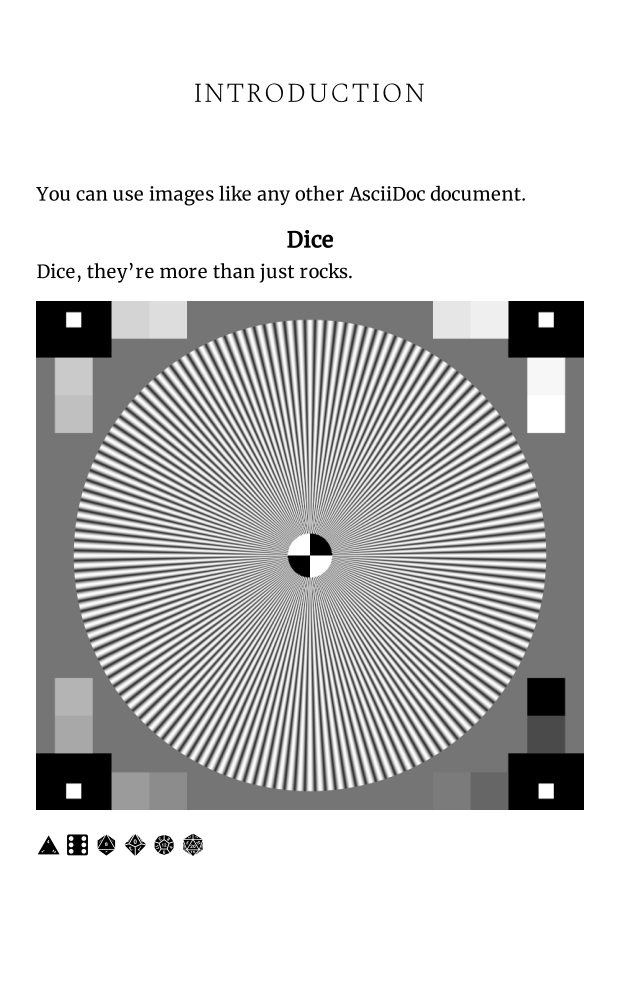 INTRODUCTION
You can use images like any other AsciiDoc document.
Dice
Dice, they’re more than just rocks.